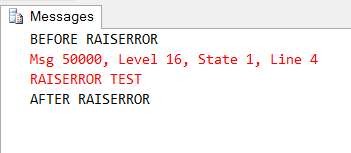 Messages
BEFORE RAISERROR
Msg 50000, Level 16, State 1, Line 4
RAISERROR TEST
AFTER RAISERROR